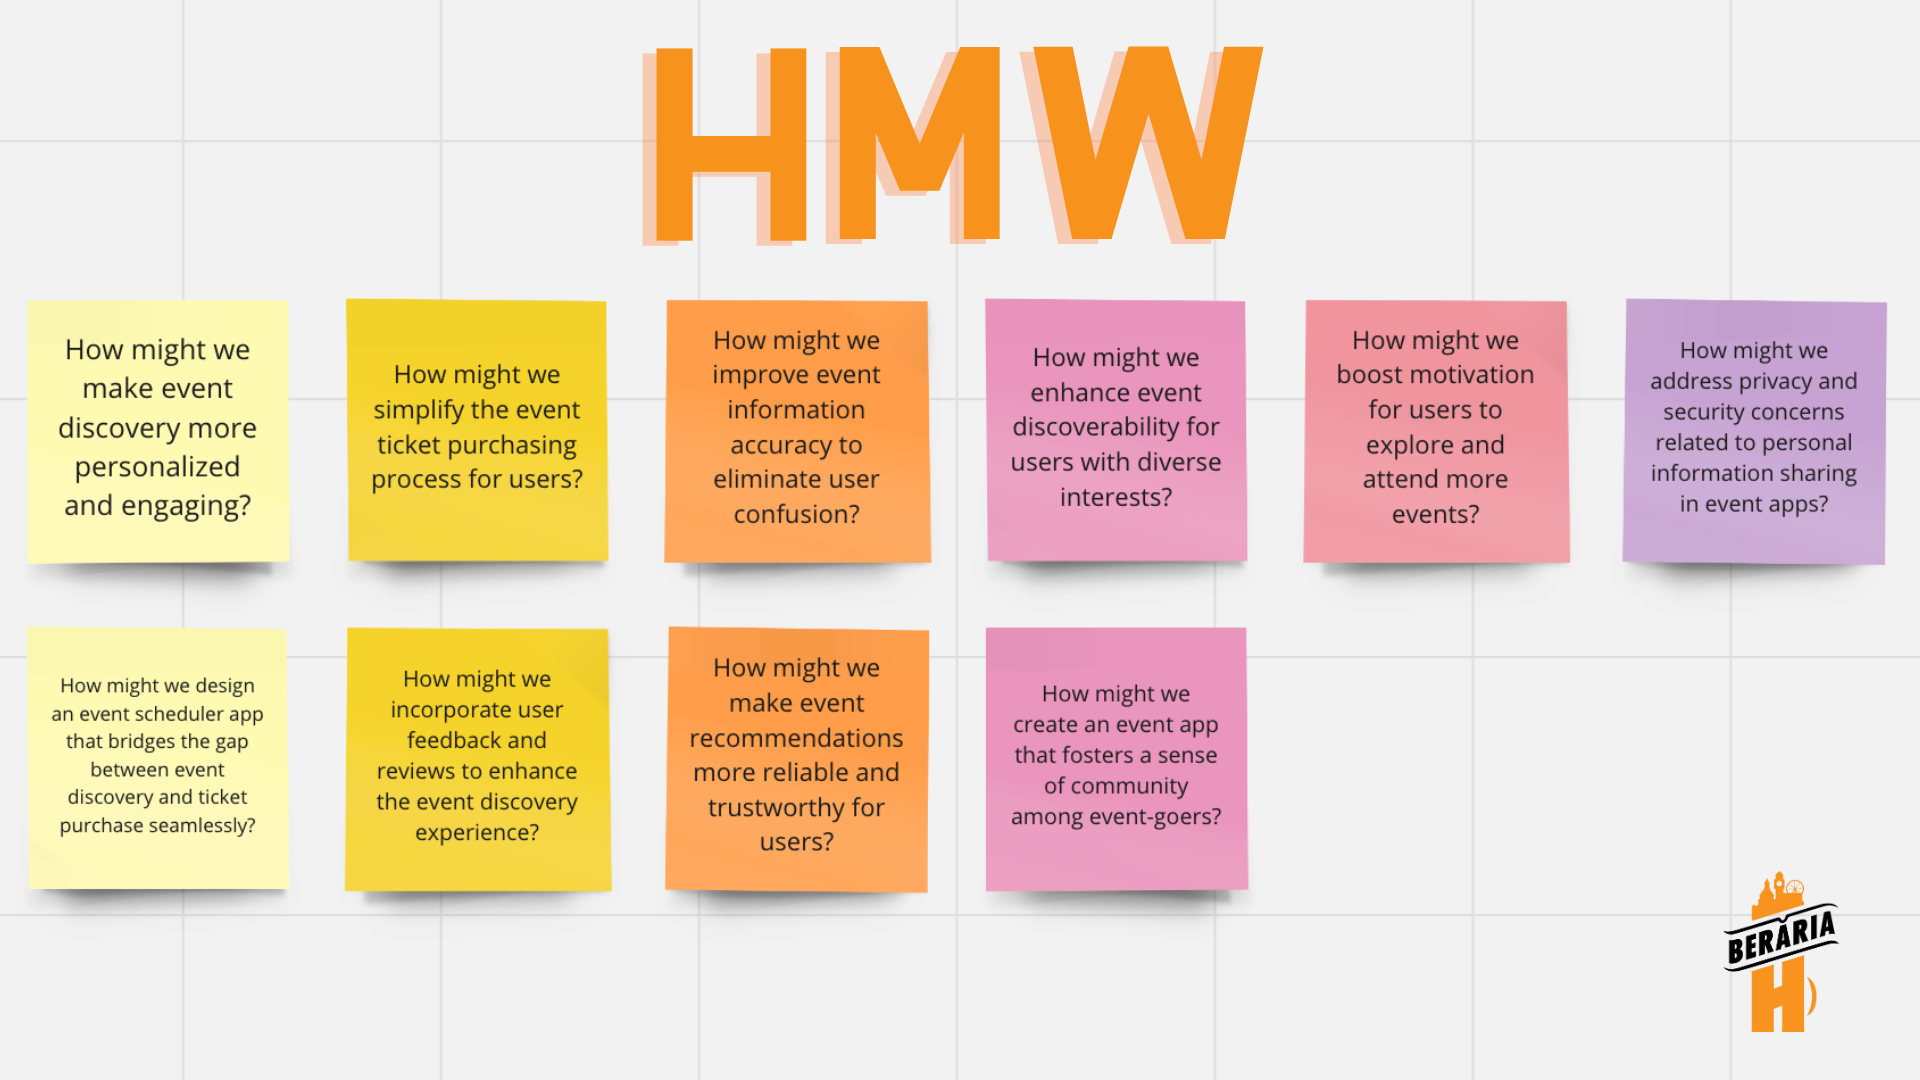 HMW
How might we
make event
discovery more
personalized
and engaging?
How might we
simplify the event
ticket purchasing
process for users?
How might we
improve event
information
accuracy to
eliminate user
confusion?
How might we
enhance event
discoverability for
users with diverse
interests?
How might we
boost motivation
for users to
explore and
attend more
events?
How might we
address privacy and
security concerns
related to personal
information sharing
in event apps?
How might we design
an event scheduler app
that bridges the gap
between event
discovery and ticket
purchase seamlessly?
How might we
incorporate user
feedback and
reviews to enhance
the event discovery
experience?
How might we
make event
recommendations
more reliable and
trustworthy for
users?
How might we
create an event app
that fosters a sense
of community
among event-goers?
BERĂRIA
H